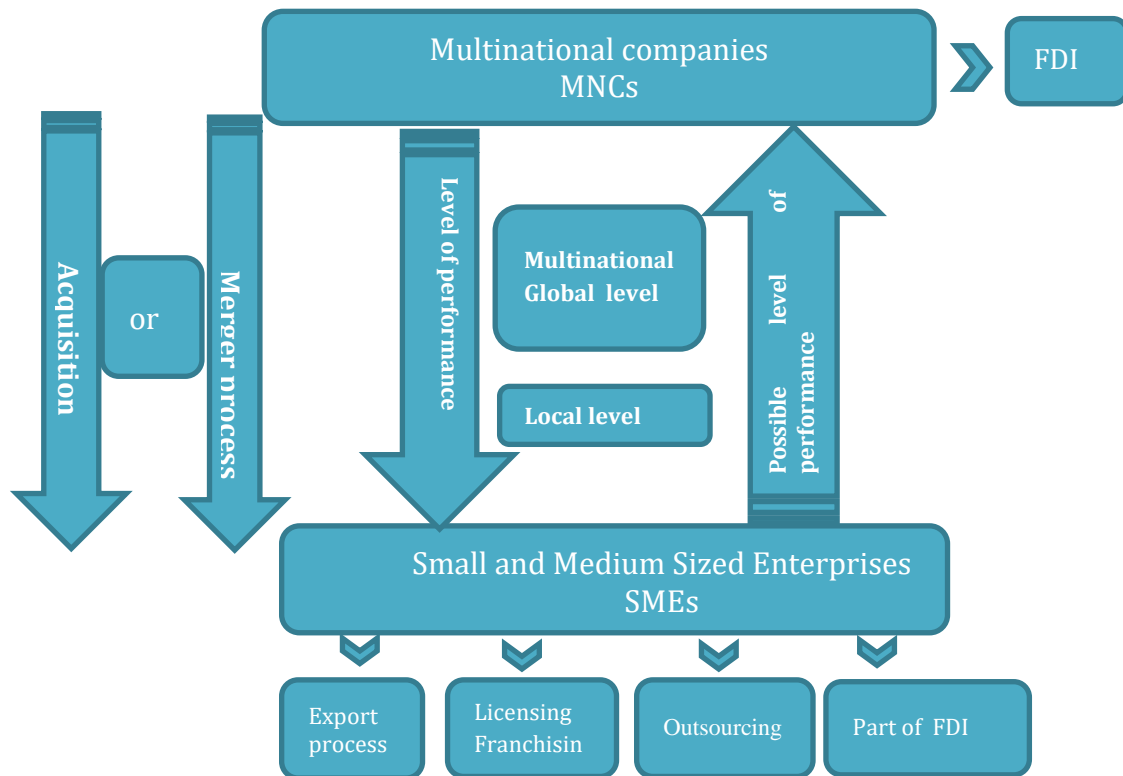 Multinational companies
MNCs
FDI
Acquisition
or
Merger process
Level of performance
Multinational
Global level
Local level
Possible level of
performance
Small and Medium Sized Enterprises
SMEs
Export
process
Licensing
Franchisin
Outsourcing
Part of FDI